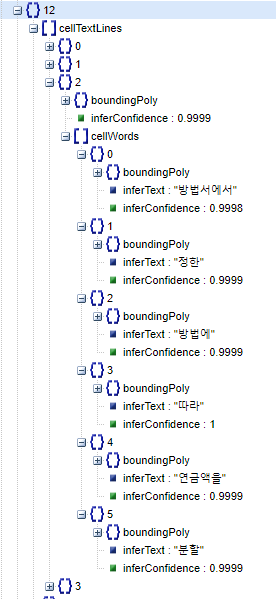 12
cellTextLines
0
1
2
boundingPoly
inferConfidence : 0.9999
cellWords
0
boundingPoly
inferText : "방법서에서"
inferConfidence : 0.9998
1
boundingPoly
inferText : "정한"
inferConfidence : 0.9999
2
boundingPoly
inferText : "방법에"
inferConfidence : 0.9999
3
boundingPoly
inferText : "따라"
inferConfidence : 1
4
boundingPoly
inferText : "연금액을"
inferConfidence : 0.9999
5
boundingPoly
inferText : "분할"
inferConfidence : 0.9999
3